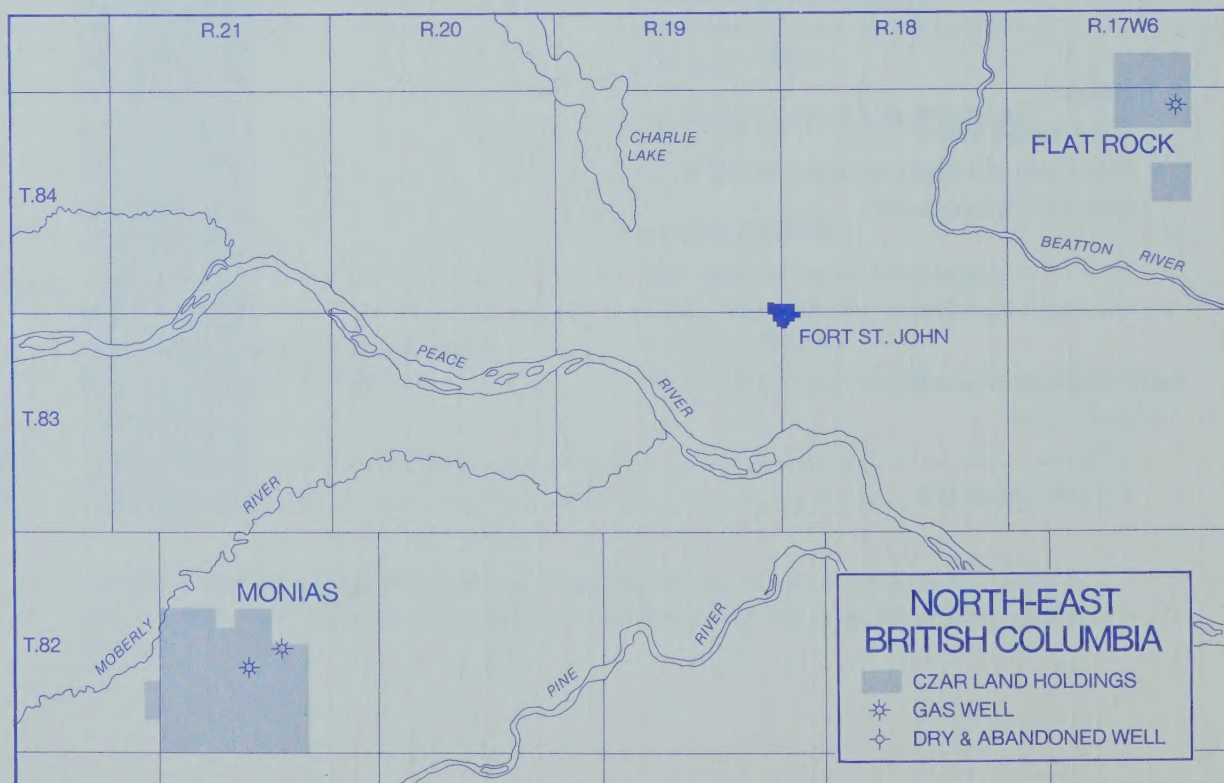 R.21
R.20
R.19
R.18
R.17W6
CHARLIE
LAKE
FLAT ROCK
T.84
BEATTON RIVER
FORT ST. JOHN
PEACE
RIVER
T.83
RIVER
MONIAS
MOBERLY
T.82
RIVER
PINE
NORTH-EAST
BRITISH COLUMBIA
CZAR LAND HOLDINGS
GAS WELL
DRY & ABANDONED WELL